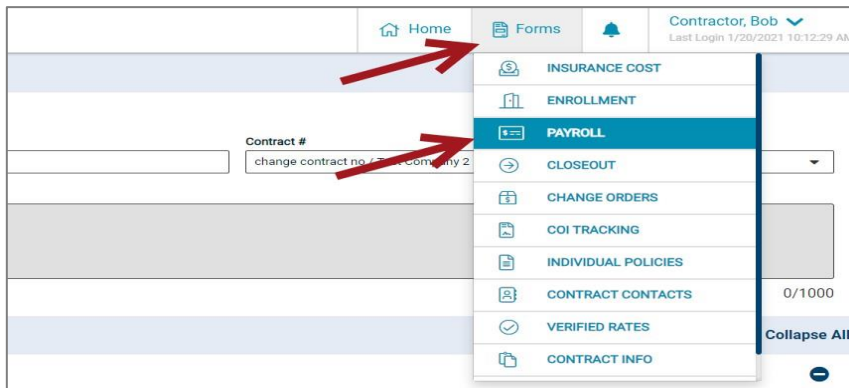 Home Forms Contractor, Bob
Last Login 1/20/2021 10:12:29 AM
INSURANCE COST
ENROLLMENT
Contract #
PAYROLL
change contract no / Test Company 2
CLOSEOUT
CHANGE ORDERS
COI TRACKING
INDIVIDUAL POLICIES
CONTRACT CONTACTS 0/1000
VERIFIED RATES Collapse All
CONTRACT INFO